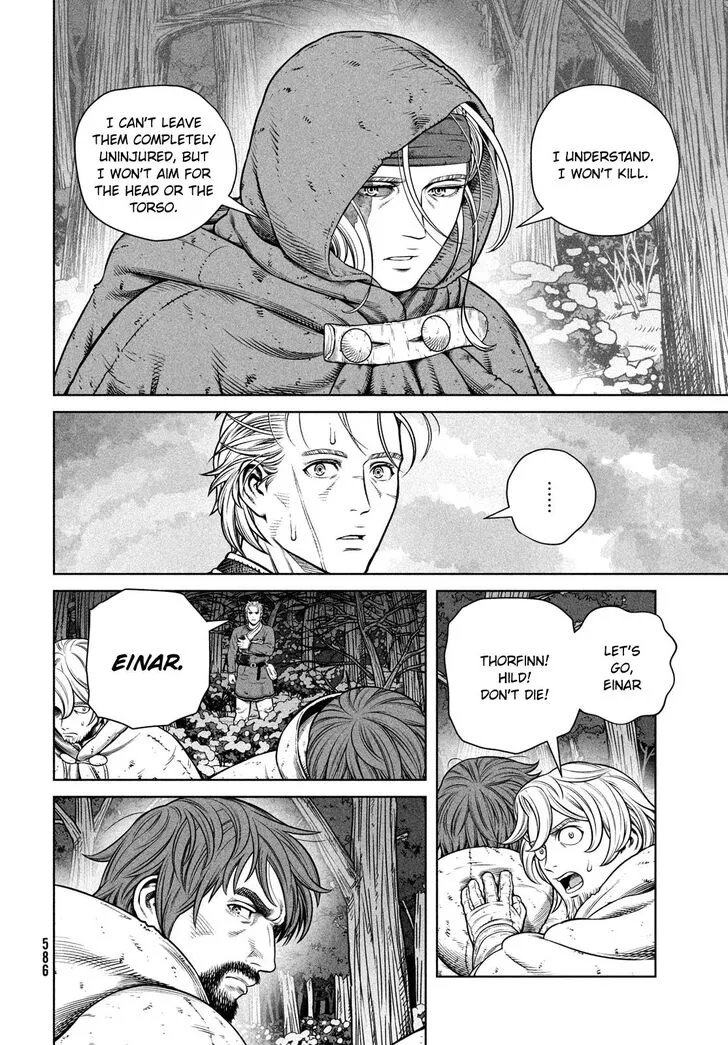 I UNDERSTAND.
I WON'T KILL.
I CAN'T LEAVE
THEM COMPLETELY
UNINJURED, BUT
I WON'T AIM FOR
THE HEAD OR THE
TORSO.
......
LET'S
GO,
EINAR
THORFINN!
HILD!
DON'T DIE!
EINAR.
586